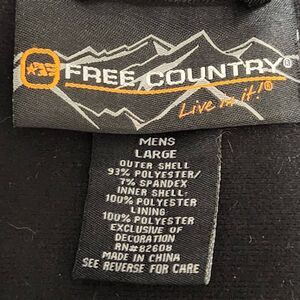 FREE COUNTRY®
Live in it!®
MENS
LARGE
OUTER SHELL
93% POLYESTER/
7% SPANDEX
INNER SHELL:
100% POLYESTER
LINING
100% POLYESTER
EXCLUSIVE OF
DECORATION
RN#82608
MADE IN CHINA
SEE REVERSE FOR CARE